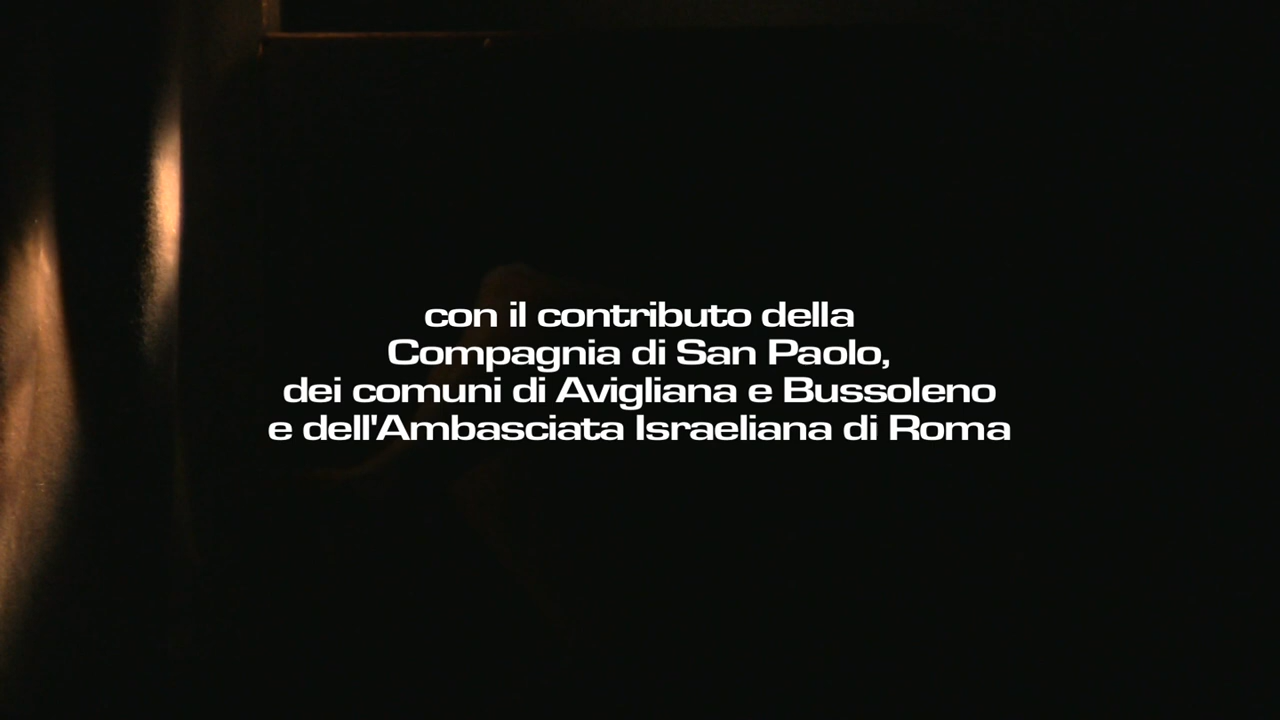 con il contributo della
Compagnia di San Paolo,
dei comuni di Avigliana e Bussoleno
e dell'Ambasciata Israeliana di Roma